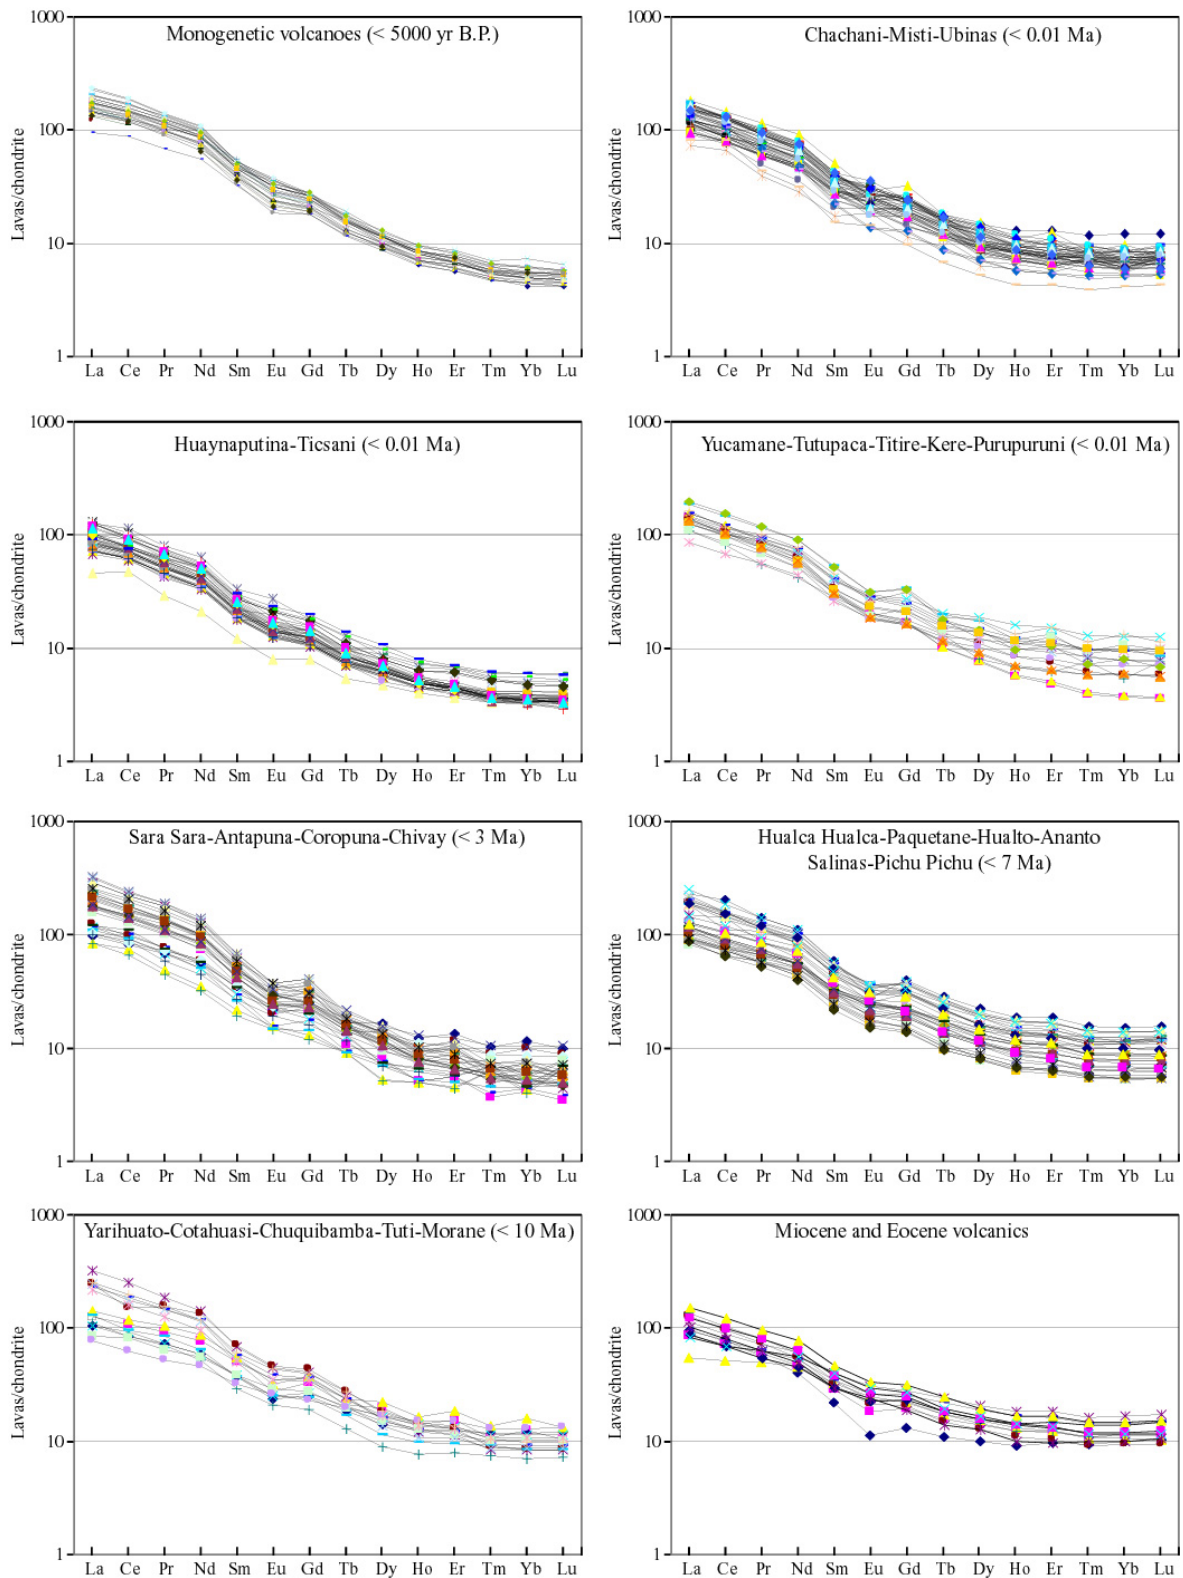 1000
Monogenetic volcanoes (< 5000 yr B.P.)
100
10
1
Lavas/chondrite
La Ce Pr Nd Sm Eu Gd Tb Dy Ho Er Tm Yb Lu
1000
Chachani-Misti-Ubinas (< 0.01 Ma)
100
10
1
Lavas/chondrite
La Ce Pr Nd Sm Eu Gd Tb Dy Ho Er Tm Yb Lu
1000
Huaynaputina-Ticsani (< 0.01 Ma)
100
10
1
Lavas/chondrite
La Ce Pr Nd Sm Eu Gd Tb Dy Ho Er Tm Yb Lu
1000
Yucamane-Tutupaca-Titire-Kere-Purupuruni (< 0.01 Ma)
100
10
1
Lavas/chondrite
La Ce Pr Nd Sm Eu Gd Tb Dy Ho Er Tm Yb Lu
1000
Sara Sara-Antapuna-Coropuna-Chivay (< 3 Ma)
100
10
1
Lavas/chondrite
La Ce Pr Nd Sm Eu Gd Tb Dy Ho Er Tm Yb Lu
1000
Hualca Hualca-Paquetane-Hualto-Ananto
Salinas-Pichu Pichu (< 7 Ma)
100
10
1
Lavas/chondrite
La Ce Pr Nd Sm Eu Gd Tb Dy Ho Er Tm Yb Lu
1000
Yarihuato-Cotahuasi-Chuquibamba-Tuti-Morane (< 10 Ma)
100
10
1
Lavas/chondrite
La Ce Pr Nd Sm Eu Gd Tb Dy Ho Er Tm Yb Lu
1000
Miocene and Eocene volcanics
100
10
1
Lavas/chondrite
La Ce Pr Nd Sm Eu Gd Tb Dy Ho Er Tm Yb Lu